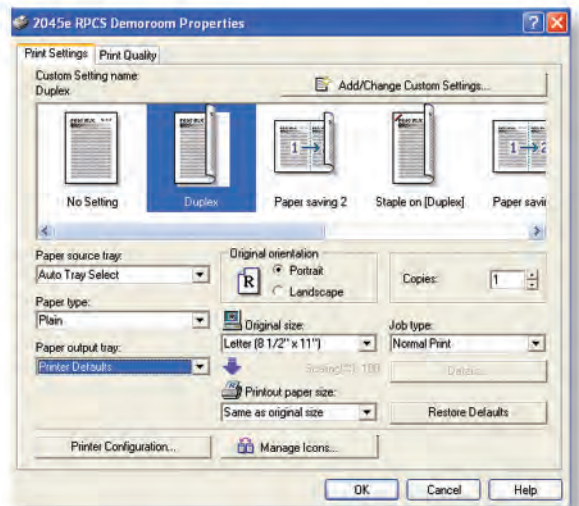 2045e RPCS Demoroom Properties
Print Settings
Print Quality
Custom Setting name:
Duplex
Add/Change Custom Settings...
No Setting
Duplex
Paper saving 2
Staple on [Duplex]
Paper savi
Paper source tray:
Auto Tray Select
Paper type:
Plain
Paper output tray:
Printer Defaults
Original orientation
R
Portrait
Landscape
Copies:
1
Original size:
Letter (8 1/2" x 11")
Job type:
Normal Print
Details...
Printout paper size:
Same as original size
Restore Defaults
Printer Configuration...
Manage Icons...
OK
Cancel
Help